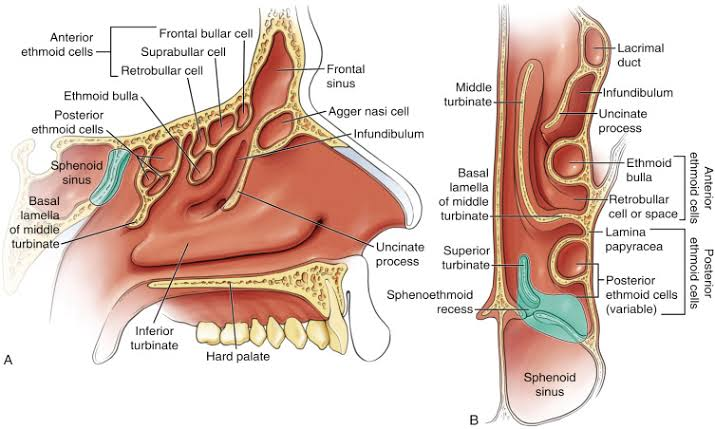 Anterior
ethmoid cells
Frontal bullar cell
Suprabullar cell
Retrobullar cell
Ethmoid bulla
Posterior
ethmoid cells
Sphenoid
sinus
Basal
lamella
of middle
turbinate
Frontal
sinus
Agger nasi cell
Infundibulum
Uncinate
process
Inferior
turbinate
Hard palate
A
Middle
turbinate
Basal
lamella
of middle
turbinate
Superior
turbinate
Sphenoethmoid
recess
Lacrimal
duct
Infundibulum
Uncinate
process
Ethmoid
bulla
Retrobullar
cell or space
Anterior
ethmoid cells
Lamina
papyracea
Posterior
ethmoid cells
(variable)
Posterior
ethmoid cells
Sphenoid
sinus
B